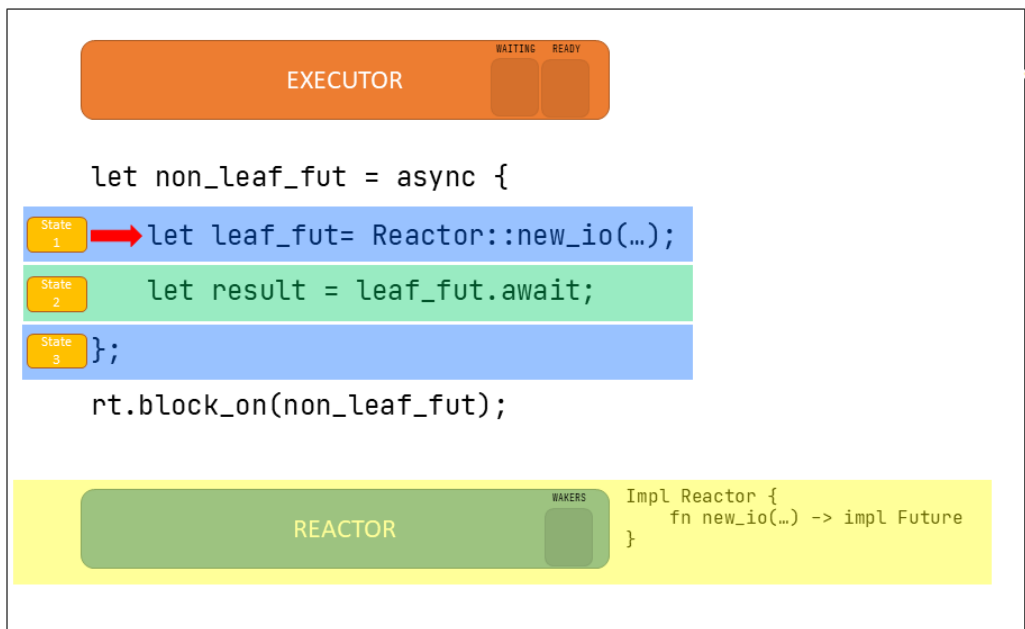 WAITING READY
EXECUTOR
let non_leaf_fut = async {
State
1
let leaf_fut= Reactor::new_io(…);
State
2
let result = leaf_fut.await;
State
3
};
rt.block_on(non_leaf_fut);
WAKERS
REACTOR
Impl Reactor {
fn new_io(…) -> impl Future
}